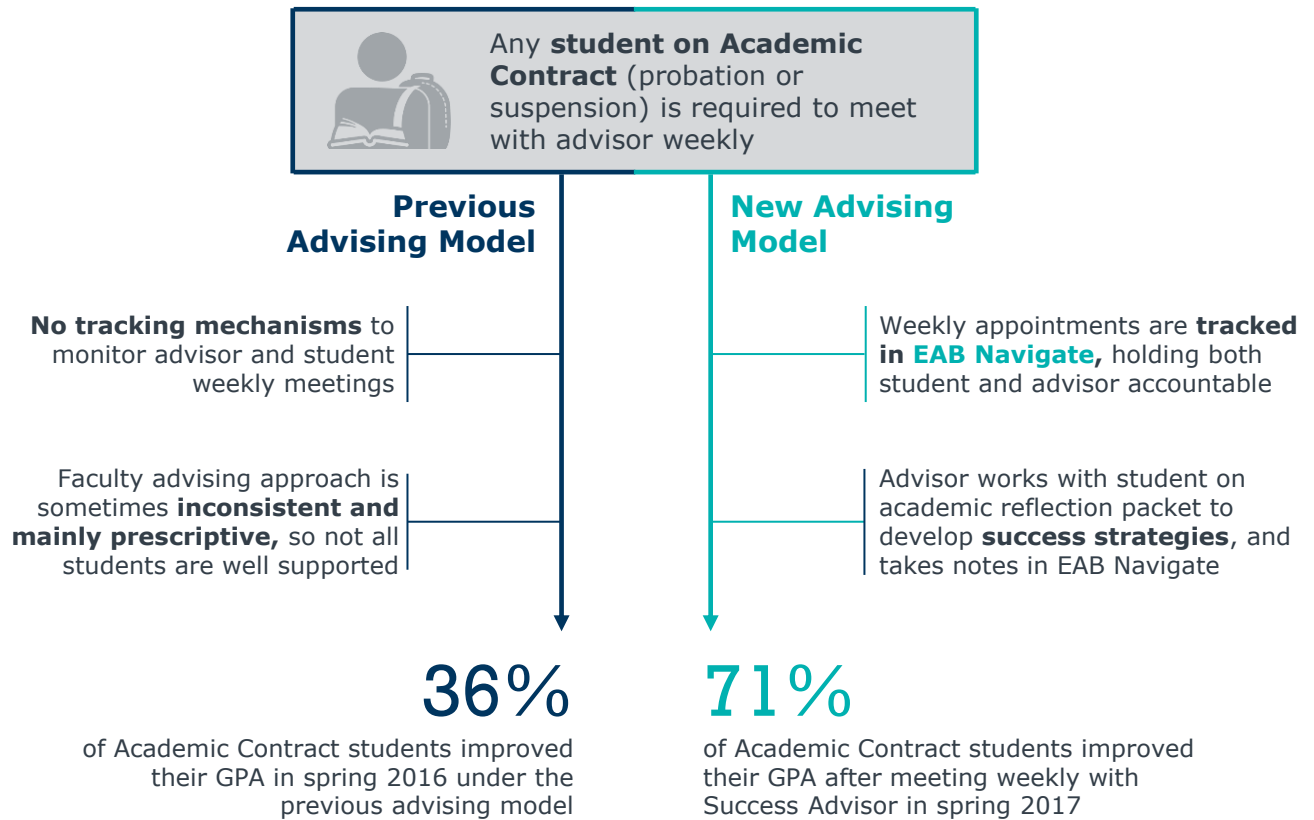 Any student on Academic
Contract (probation or
suspension) is required to meet
with advisor weekly
Previous
Advising Model
No tracking mechanisms to
monitor advisor and student
weekly meetings
Faculty advising approach is
sometimes inconsistent and
mainly prescriptive, so not all
students are well supported
36%
of Academic Contract students improved
their GPA in spring 2016 under the
previous advising model
New Advising
Model
Weekly appointments are tracked
in EAB Navigate, holding both
student and advisor accountable
Advisor works with student on
academic reflection packet to
develop success strategies, and
takes notes in EAB Navigate
71%
of Academic Contract students improved
their GPA after meeting weekly with
Success Advisor in spring 2017